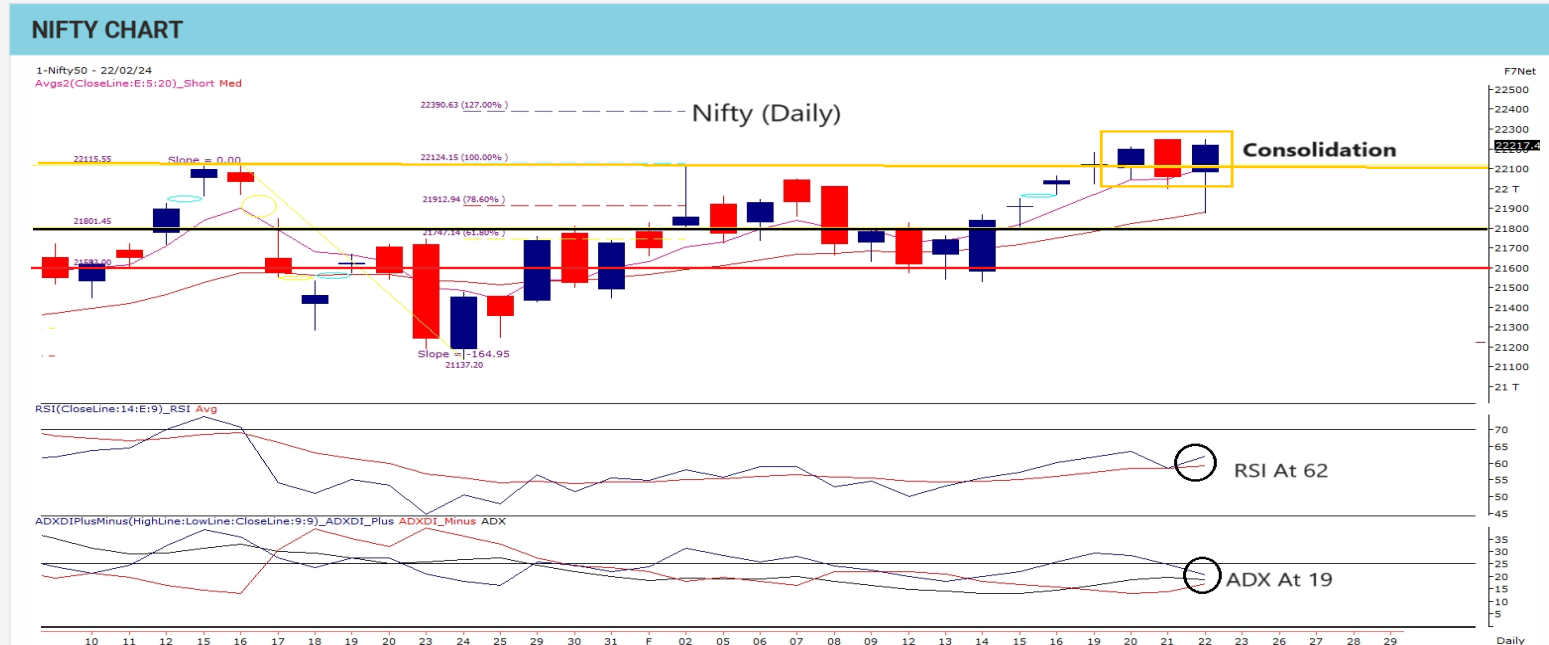 NIFTY CHART
1-Nifty50 - 22/02/24
Avgs2(CloseLine:E:5:20)_Short Med
F7Net
22390.63 (127.00% )
Nifty (Daily)
22115.55
Slope = 0.00
22124.15 (100.00% )
Consolidation
21912.94 (78.60% )
21801.45
21747.14 (61.80% )
21593.00
Slope = -164.95
21137.20
22500
22400
22300
22217.4
22100
22 T
21900
21800
21700
21600
21500
21400
21300
21200
21100
21 T
RSI(CloseLine:14:E:9)_RSI Avg
70
65
60
55
50
45
RSI At 62
ADXDIPlusMinus(HighLine:LowLine:CloseLine:9:9)_ADXDI_Plus ADXDI_Minus ADX
35
30
25
20
15
10
5
ADX At 19
10 11 12 15 16 17 18 19 20 23 24 25 29 30 31 F 02 05 06 07 08 09 12 13 14 15 16 19 20 21 22 23 26 27 28 29 Daily